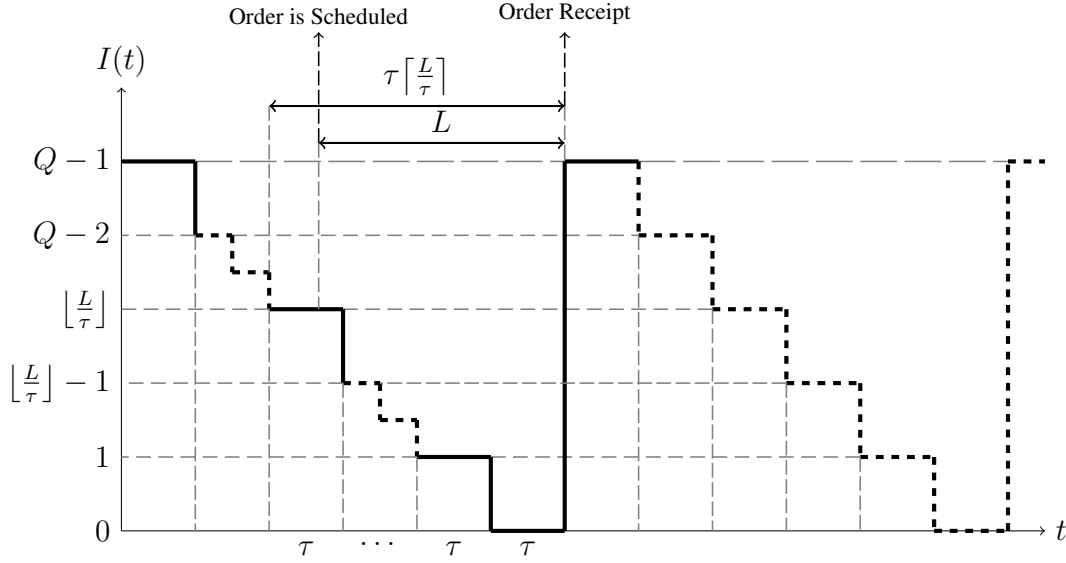 Order is Scheduled
Order Receipt
I(t)
τ⌈L/τ⌉
L
Q − 1
Q − 2
⌊L/τ⌋
⌊L/τ⌋ − 1
1
0
t
τ ⋯ τ τ